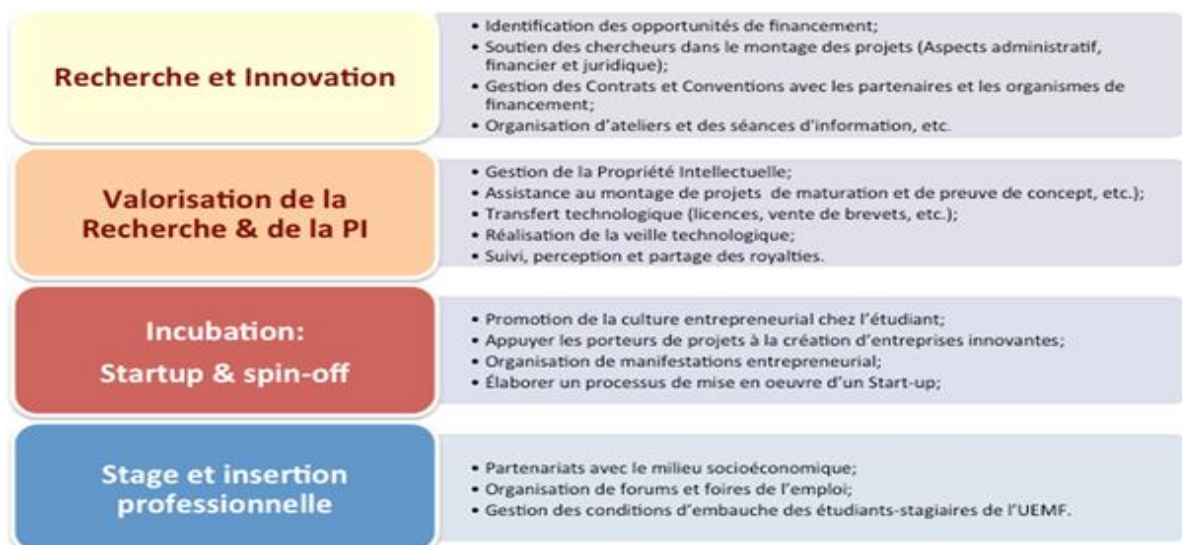 Recherche et Innovation
• Identification des opportunités de financement;
• Soutien des chercheurs dans le montage des projets (Aspects administratif,
financier et juridique);
• Gestion des Contrats et Conventions avec les partenaires et les organismes de
financement;
• Organisation d'ateliers et des séances d'information, etc.
Valorisation de la
Recherche & de la PI
• Gestion de la Propriété Intellectuelle;
• Assistance au montage de projets de maturation et de preuve de concept, etc.);
• Transfert technologique (licences, vente de brevets, etc.);
• Réalisation de la veille technologique;
• Suivi, perception et partage des royalties.
Incubation:
Startup & spin-off
• Promotion de la culture entrepreneurial chez l'étudiant;
• Appuyer les porteurs de projets à la création d'entreprises innovantes;
• Organisation de manifestations entrepreneurial;
• Élaborer un processus de mise en oeuvre d'un Start-up;
Stage et insertion
professionnelle
• Partenariats avec le milieu socioéconomique;
• Organisation de forums et foires de l'emploi;
• Gestion des conditions d'embauche des étudiants-stagiaires de l'UEMF.